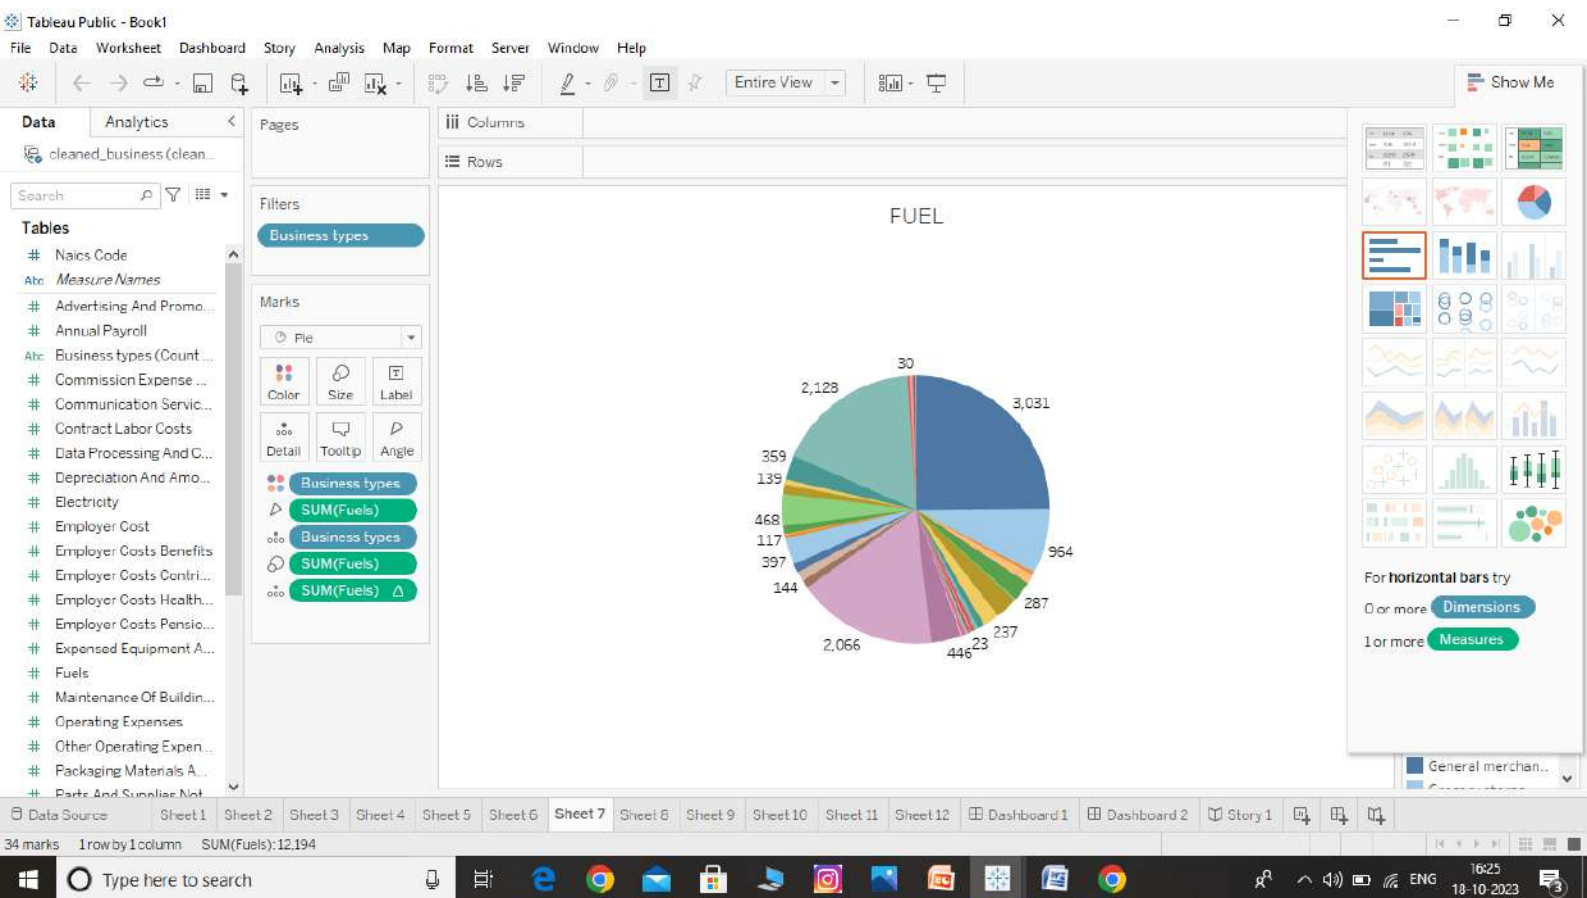 Tableau Public - Book1
File Data Worksheet Dashboard Story Analysis Map Format Server Window Help
Entire View
Show Me
Data Analytics
cleaned_business (clean...
Search
Tables
Naics Code
Abc Measure Names
Advertising And Promo...
Annual Payroll
Abc Business types (Count ...
Commission Expense ...
Communication Servic...
Contract Labor Costs
Data Processing And C...
Depreciation And Amo...
Electricity
Employer Cost
Employer Costs Benefits
Employer Costs Contri...
Employer Costs Health...
Employer Costs Pensio...
Expensed Equipment A...
Fuels
Maintenance Of Buildin...
Operating Expenses
Other Operating Expen...
Packaging Materials A...
Parts And Supplies Not
Pages
Filters
Business types
Marks
Pie
Color Size Label
Detail Tooltip Angle
Business types
SUM(Fuels)
Business types
SUM(Fuels)
SUM(Fuels)
Columns
Rows
FUEL
30
2,128
3,031
359
139
468
117
397
144
2,066
446
23
237
287
964
For horizontal bars try
0 or more Dimensions
1 or more Measures
General merchan..
Data Source Sheet 1 Sheet 2 Sheet 3 Sheet 4 Sheet 5 Sheet 6 Sheet 7 Sheet 8 Sheet 9 Sheet 10 Sheet 11 Sheet 12 Dashboard 1 Dashboard 2 Story 1
34 marks 1 row by 1 column SUM(Fuels): 12,194
Type here to search
ENG
16:25
18-10-2023
3